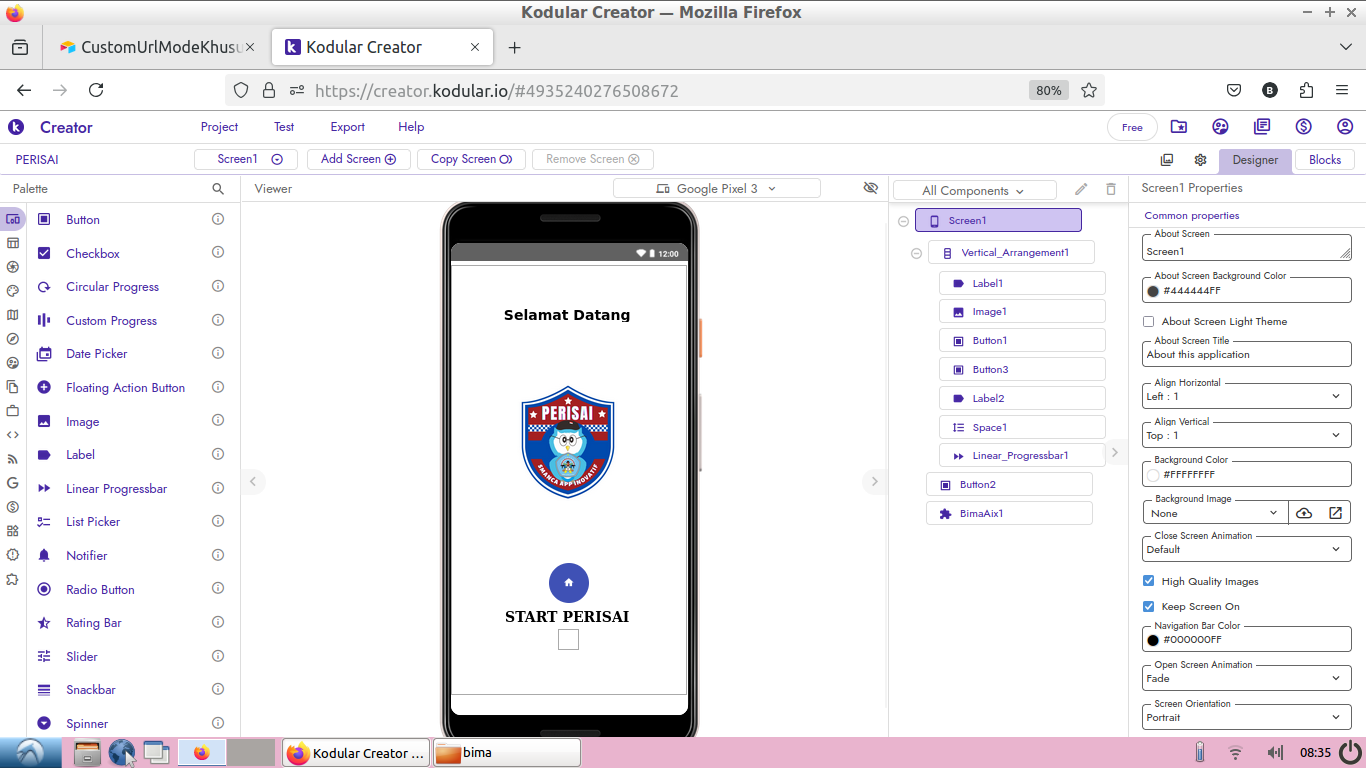 Kodular Creator — Mozilla Firefox
CustomUrlModeKhusu
Kodular Creator
https://creator.kodular.io/#4935240276508672
80%
B
Creator
Project
Test
Export
Help
Free
PERISAI
Screen1
Add Screen
Copy Screen
Remove Screen
Designer
Blocks
Palette
Viewer
Google Pixel 3
All Components
Screen1 Properties
Button
Checkbox
Circular Progress
Custom Progress
Date Picker
Floating Action Button
Image
Label
Linear Progressbar
List Picker
Notifier
Radio Button
Rating Bar
Slider
Snackbar
Spinner
12:00
Selamat Datang
PERISAI
SMANCA APP INOVATIF
START PERISAI
Screen1
Vertical_Arrangement1
Label1
Image1
Button1
Button3
Label2
Space1
Linear_Progressbar1
Button2
BimaAix1
Common properties
About Screen
Screen1
About Screen Background Color
#444444FF
About Screen Light Theme
About Screen Title
About this application
Align Horizontal
Left : 1
Align Vertical
Top : 1
Background Color
#FFFFFFFF
Background Image
None
Close Screen Animation
Default
High Quality Images
Keep Screen On
Navigation Bar Color
#000000FF
Open Screen Animation
Fade
Screen Orientation
Portrait
Kodular Creator ...
bima
08:35